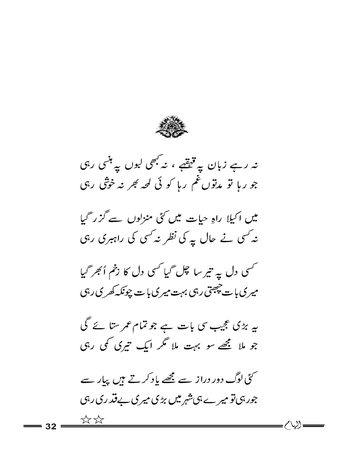 نہ رہے زبان پہ قہقہے ، نہ کبھی لبوں پہ ہنسی رہی
جو رہا تو مدتوں غم رہا کوئی لمحہ بھر نہ خوشی رہی
میں اکیلا راہِ حیات میں کئی منزلوں سے گزر گیا
نہ کسی نے حال پہ کی نظر نہ کسی کی راہبری رہی
کسی دل پہ تیر سا چل گیا کسی دل کا زخم اُبھر گیا
میری بات چبھتی رہی بہت میری بات چونکہ کھری رہی
یہ بڑی عجیب سی بات ہے جو تمام عمر ستائے گی
جو ملا مجھے سو بہت ملا مگر ایک تیری کمی رہی
کئی لوگ دور دراز سے مجھے یاد کرتے ہیں پیار سے
جو رہی تو میرے ہی شہر میں بڑی میری بے قدری رہی
☆☆
32